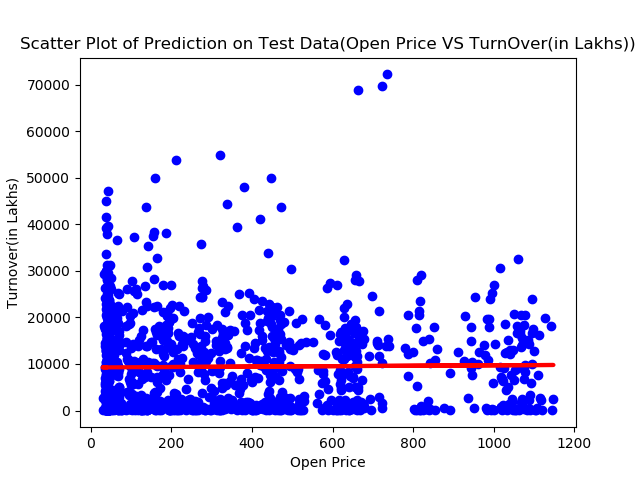 Scatter Plot of Prediction on Test Data(Open Price VS TurnOver(in Lakhs))
70000
60000
50000
40000
30000
20000
10000
0
Turnover(in Lakhs)
0 200 400 600 800 1000 1200
Open Price